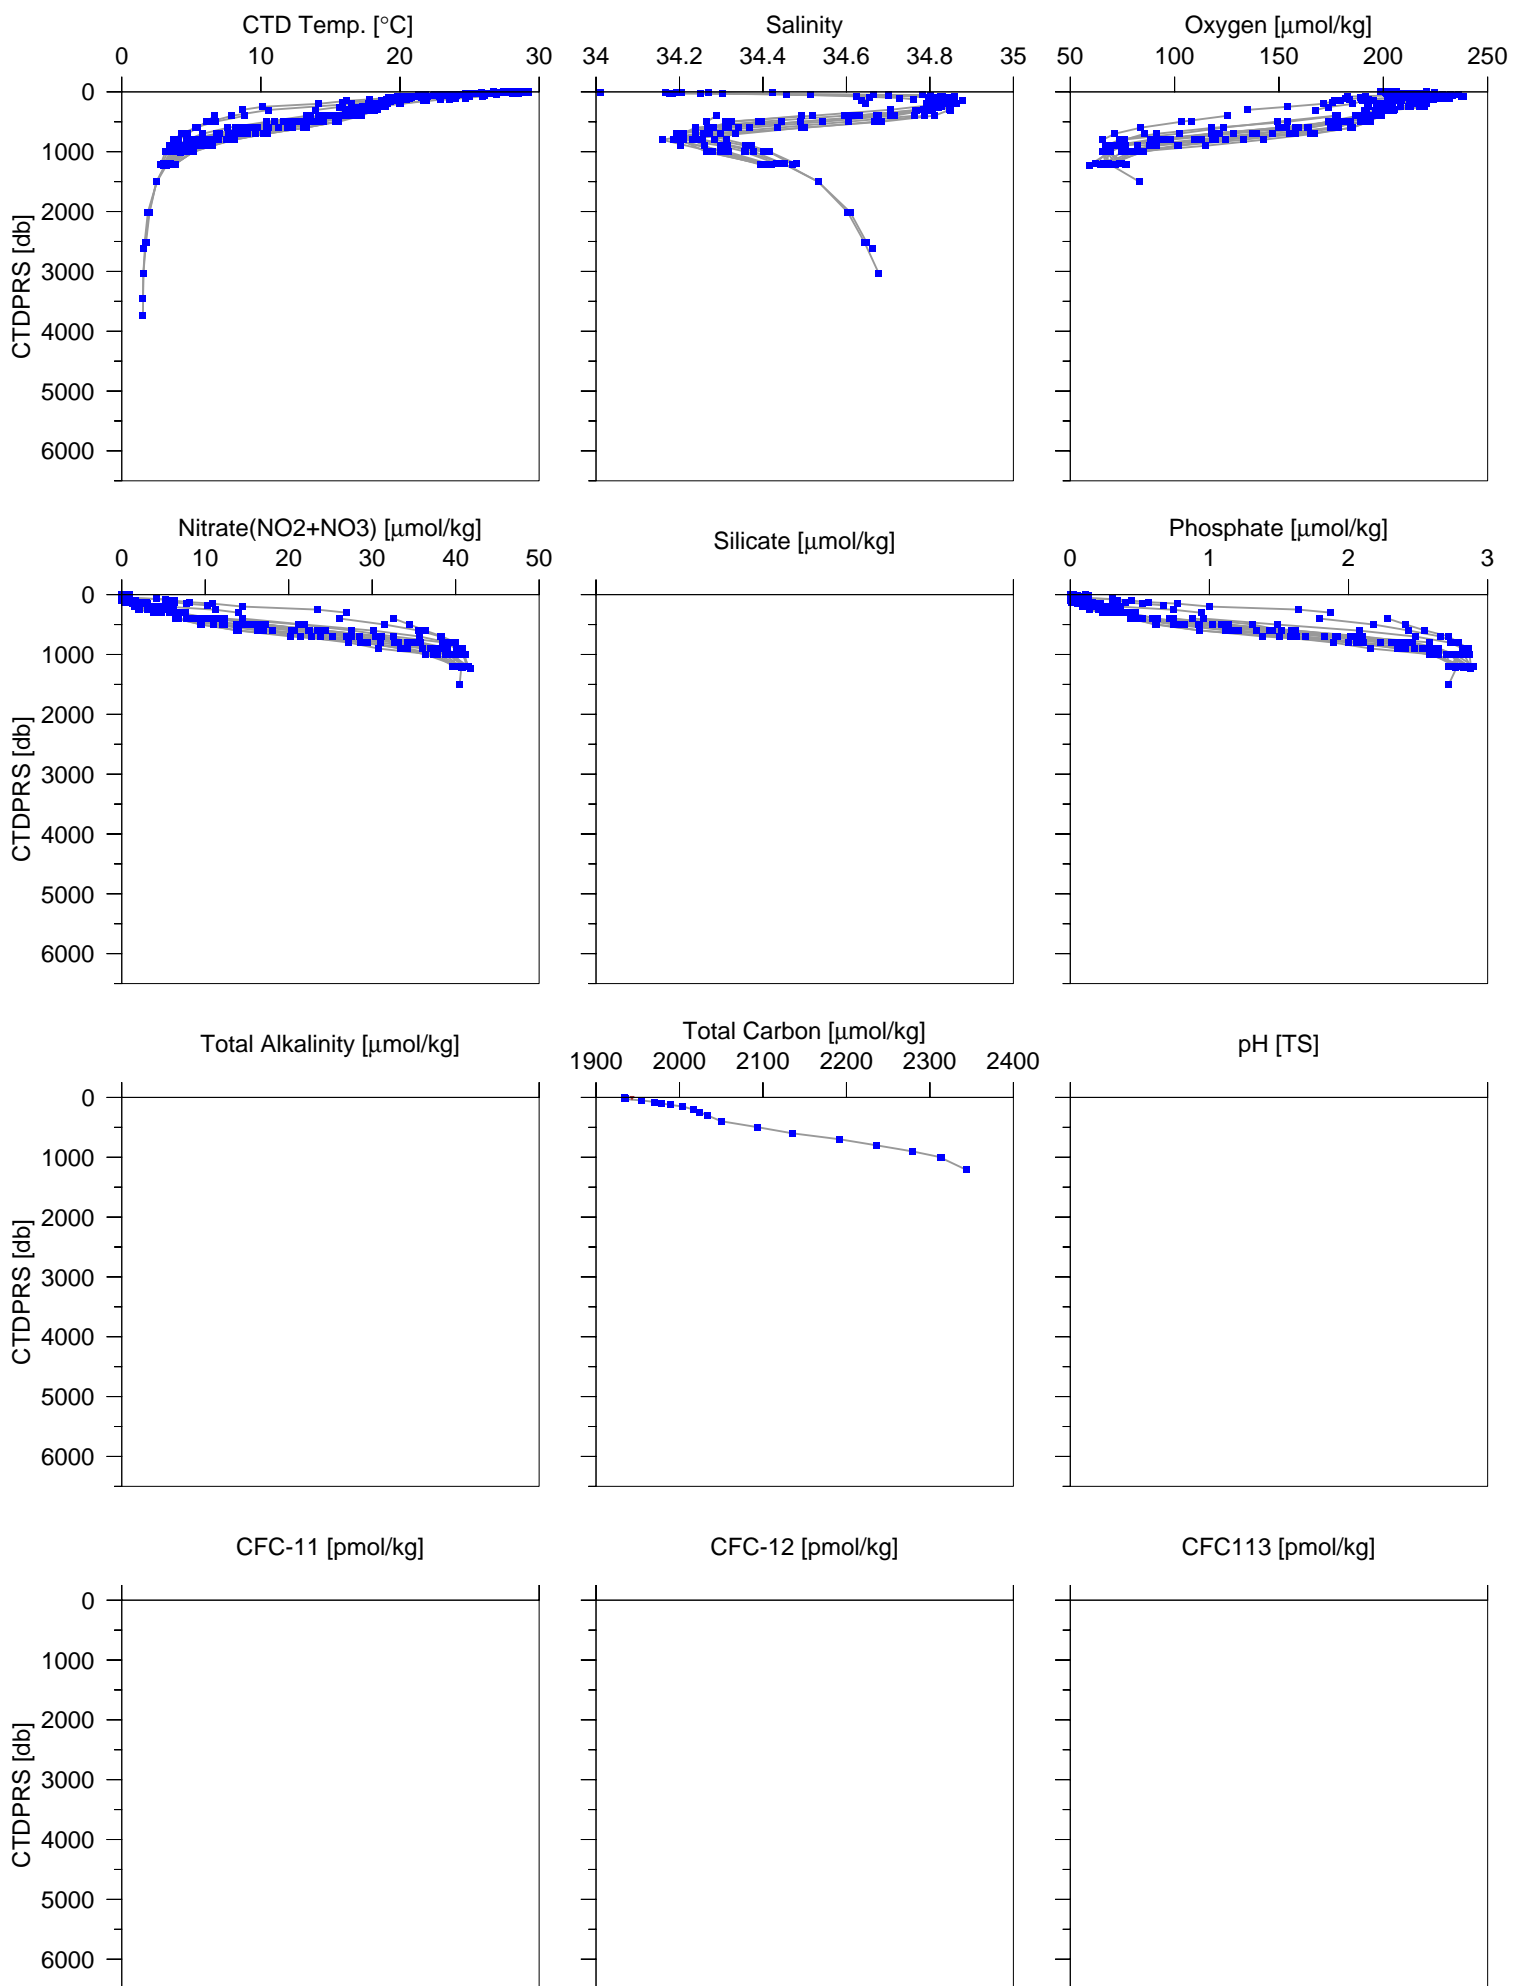 CTD Temp. [°C] Salinity Oxygen [μmol/kg]
0 10 20 30 34 34.2 34.4 34.6 34.8 35 50 100 150 200 250
0
1000
2000
3000
4000
5000
6000
CTDPRS [db]
Nitrate(NO2+NO3) [μmol/kg] Silicate [μmol/kg] Phosphate [μmol/kg]
0 10 20 30 40 50 0 1 2 3
0
1000
2000
3000
4000
5000
6000
CTDPRS [db]
Total Alkalinity [μmol/kg] Total Carbon [μmol/kg] pH [TS]
1900 2000 2100 2200 2300 2400
0
1000
2000
3000
4000
5000
6000
CTDPRS [db]
CFC-11 [pmol/kg] CFC-12 [pmol/kg] CFC113 [pmol/kg]
0
1000
2000
3000
4000
5000
6000
CTDPRS [db]